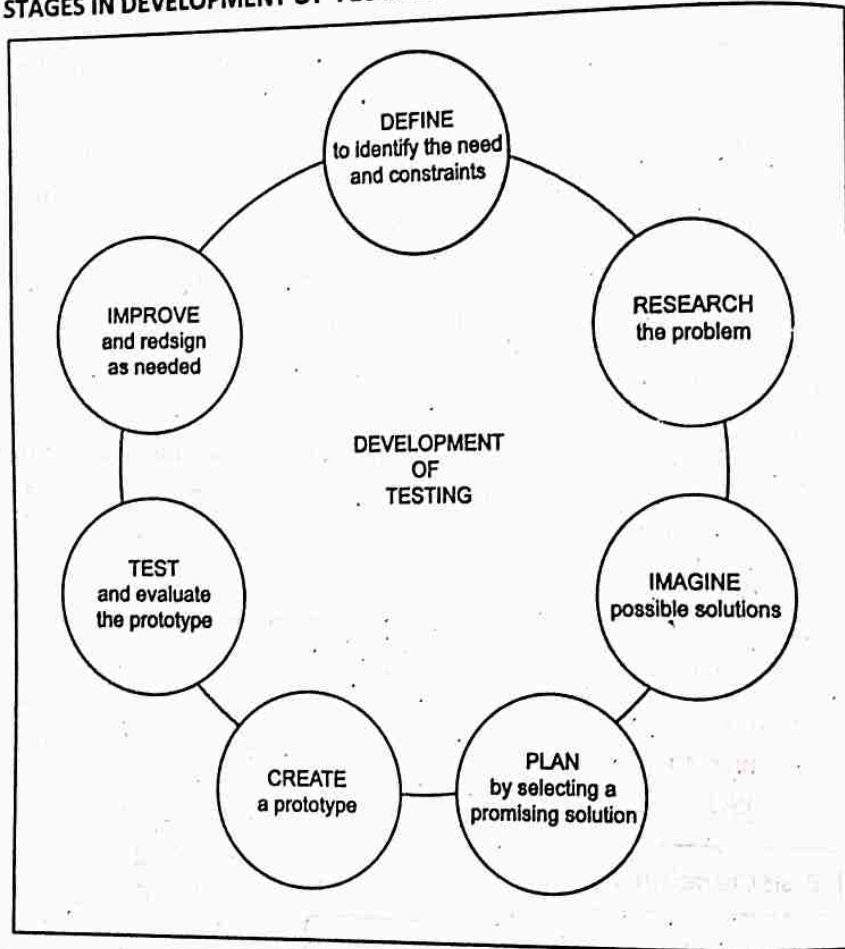 STAGES IN DEVELOPMENT OF
DEFINE
to identify the need
and constraints
RESEARCH
the problem
IMAGINE
possible solutions
PLAN
by selecting a
promising solution
CREATE
a prototype
TEST
and evaluate
the prototype
IMPROVE
and redsign
as needed
DEVELOPMENT
OF
TESTING